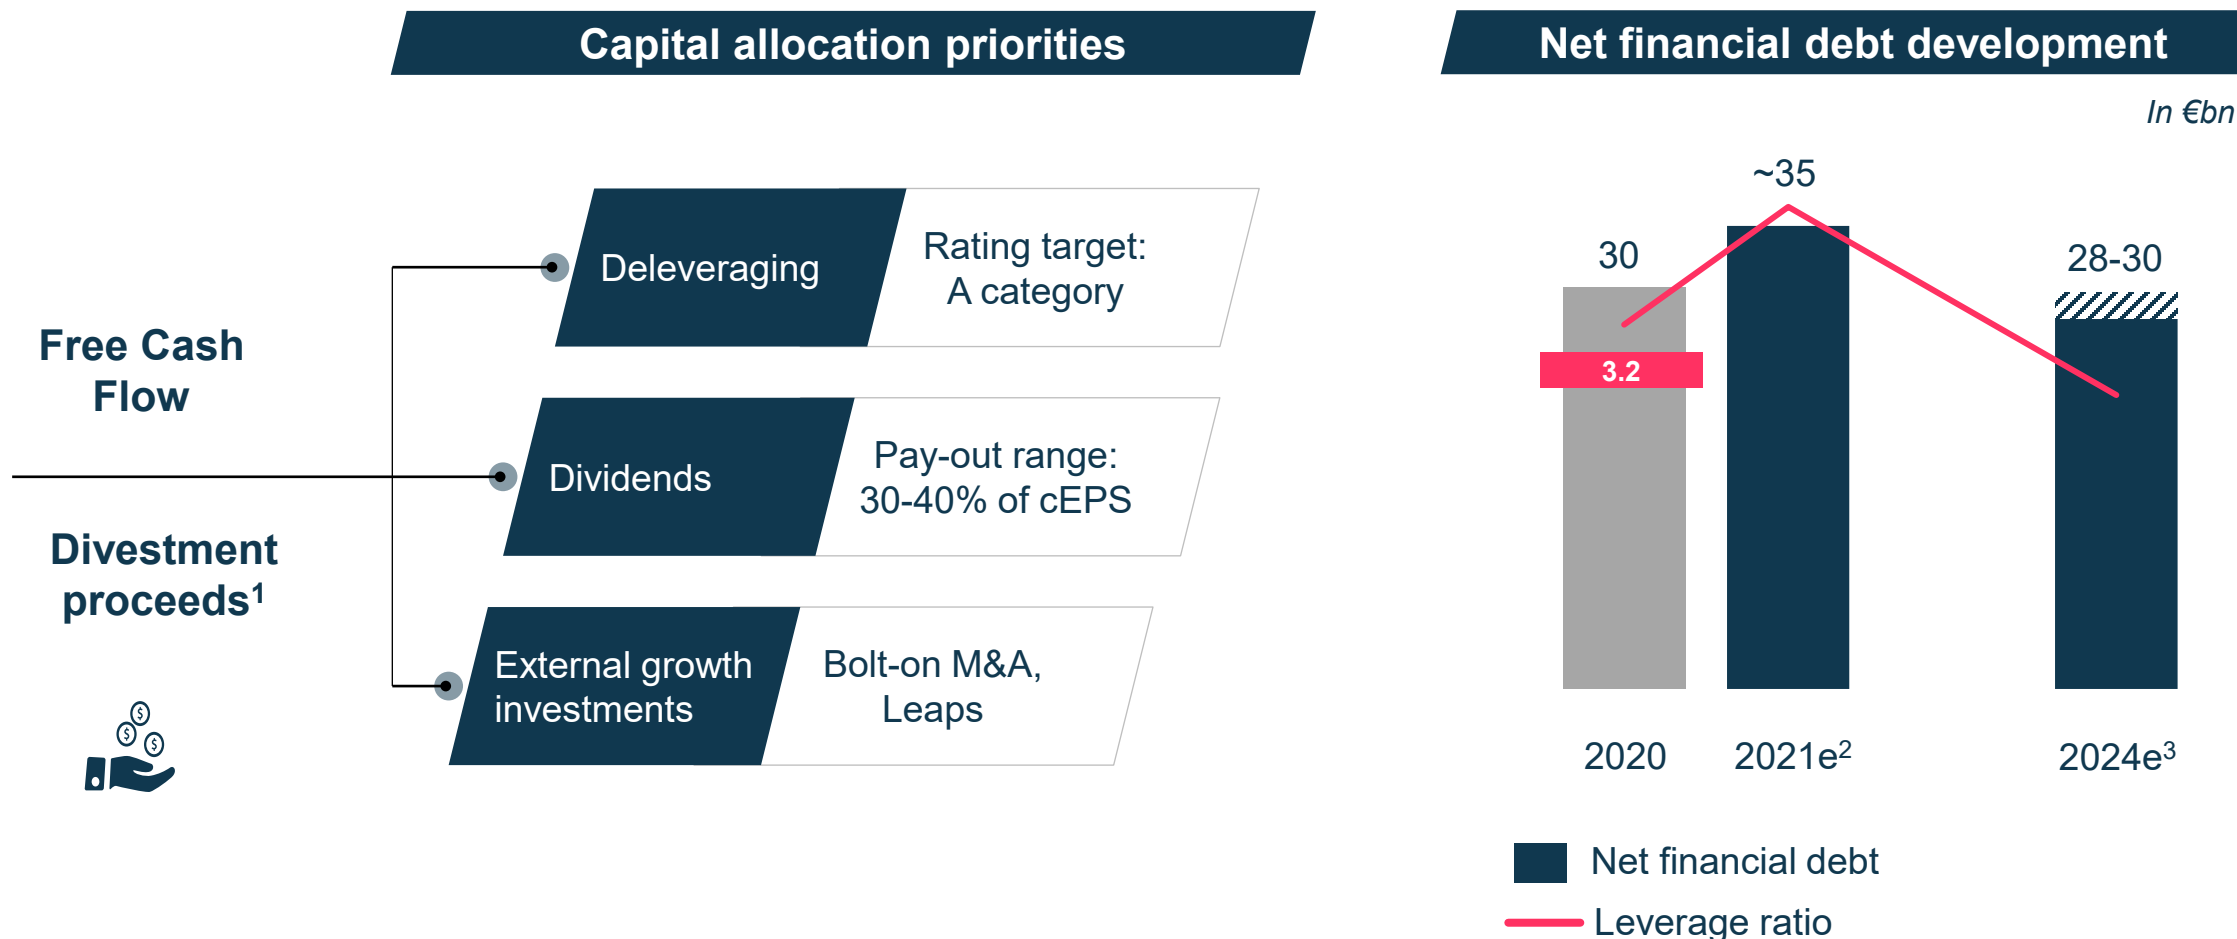 Capital allocation priorities
Free Cash
Flow
Divestment
proceeds¹
Deleveraging
Rating target:
A category
Dividends
Pay-out range:
30-40% of cEPS
External growth
investments
Bolt-on M&A,
Leaps
Net financial debt development
In €bn
30
~35
28-30
3.2
2020
2021e²
2024e³
Net financial debt
Leverage ratio